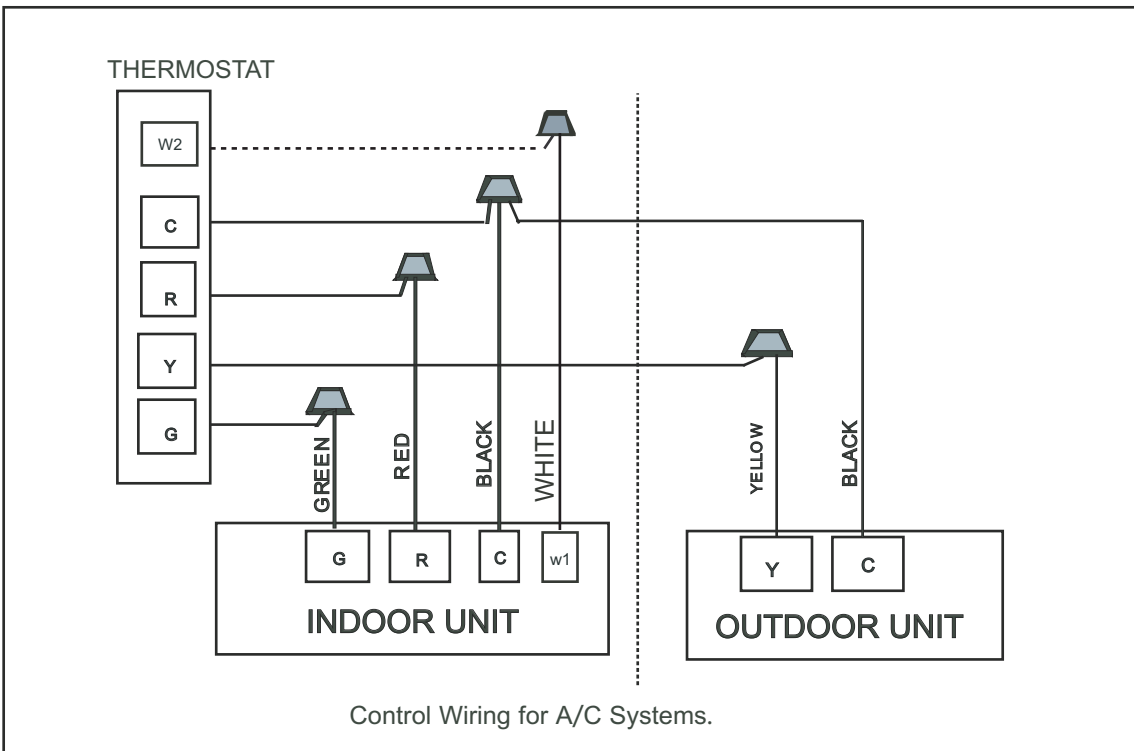 THERMOSTAT
W2
C
R
Y
G
GREEN
RED
BLACK
WHITE
YELLOW
BLACK
G
R
C
w1
Y
C
INDOOR UNIT
OUTDOOR UNIT
Control Wiring for A/C Systems.